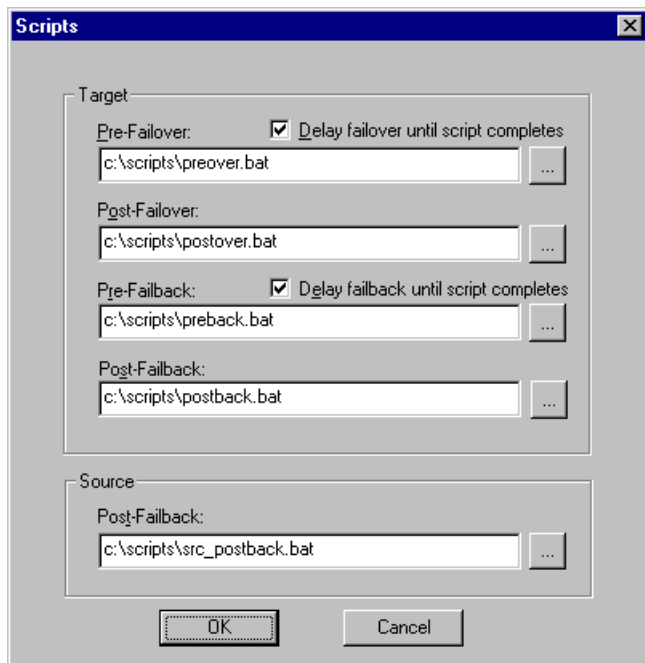 Scripts
Target
Pre-Failover:
Delay failover until script completes
c:\scripts\preover.bat
...
Post-Failover:
c:\scripts\postover.bat
...
Pre-Failback:
Delay failback until script completes
c:\scripts\preback.bat
...
Post-Failback:
c:\scripts\postback.bat
...
Source
Post-Failback:
c:\scripts\src_postback.bat
...
OK
Cancel